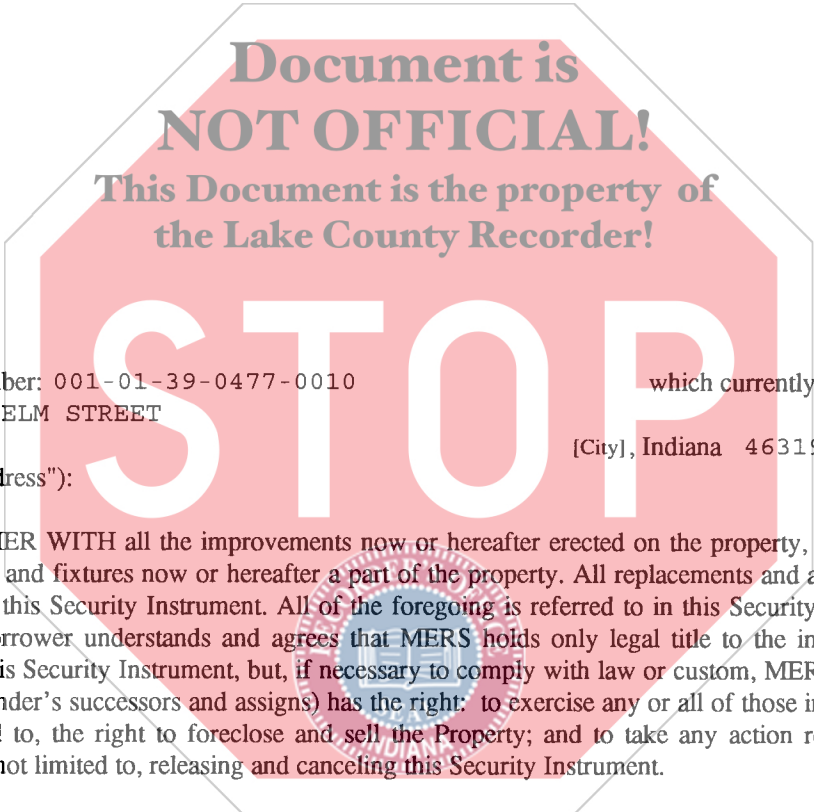 Document is
NOT OFFICIAL!
This Document is the property of
the Lake County Recorder!
STOP
ber: 001-01-39-0477-0010 which currently
ELM STREET
[City], Indiana 46319
dress"):
ER WITH all the improvements now or hereafter erected on the property,
and fixtures now or hereafter a part of the property. All replacements and a
this Security Instrument. All of the foregoing is referred to in this Security
orrower understands and agrees that MERS holds only legal title to the in
is Security Instrument, but, if necessary to comply with law or custom, MER
nder's successors and assigns) has the right: to exercise any or all of those in
to, the right to foreclose and sell the Property; and to take any action r
not limited to, releasing and canceling this Security Instrument.
SEAL
INDIANA